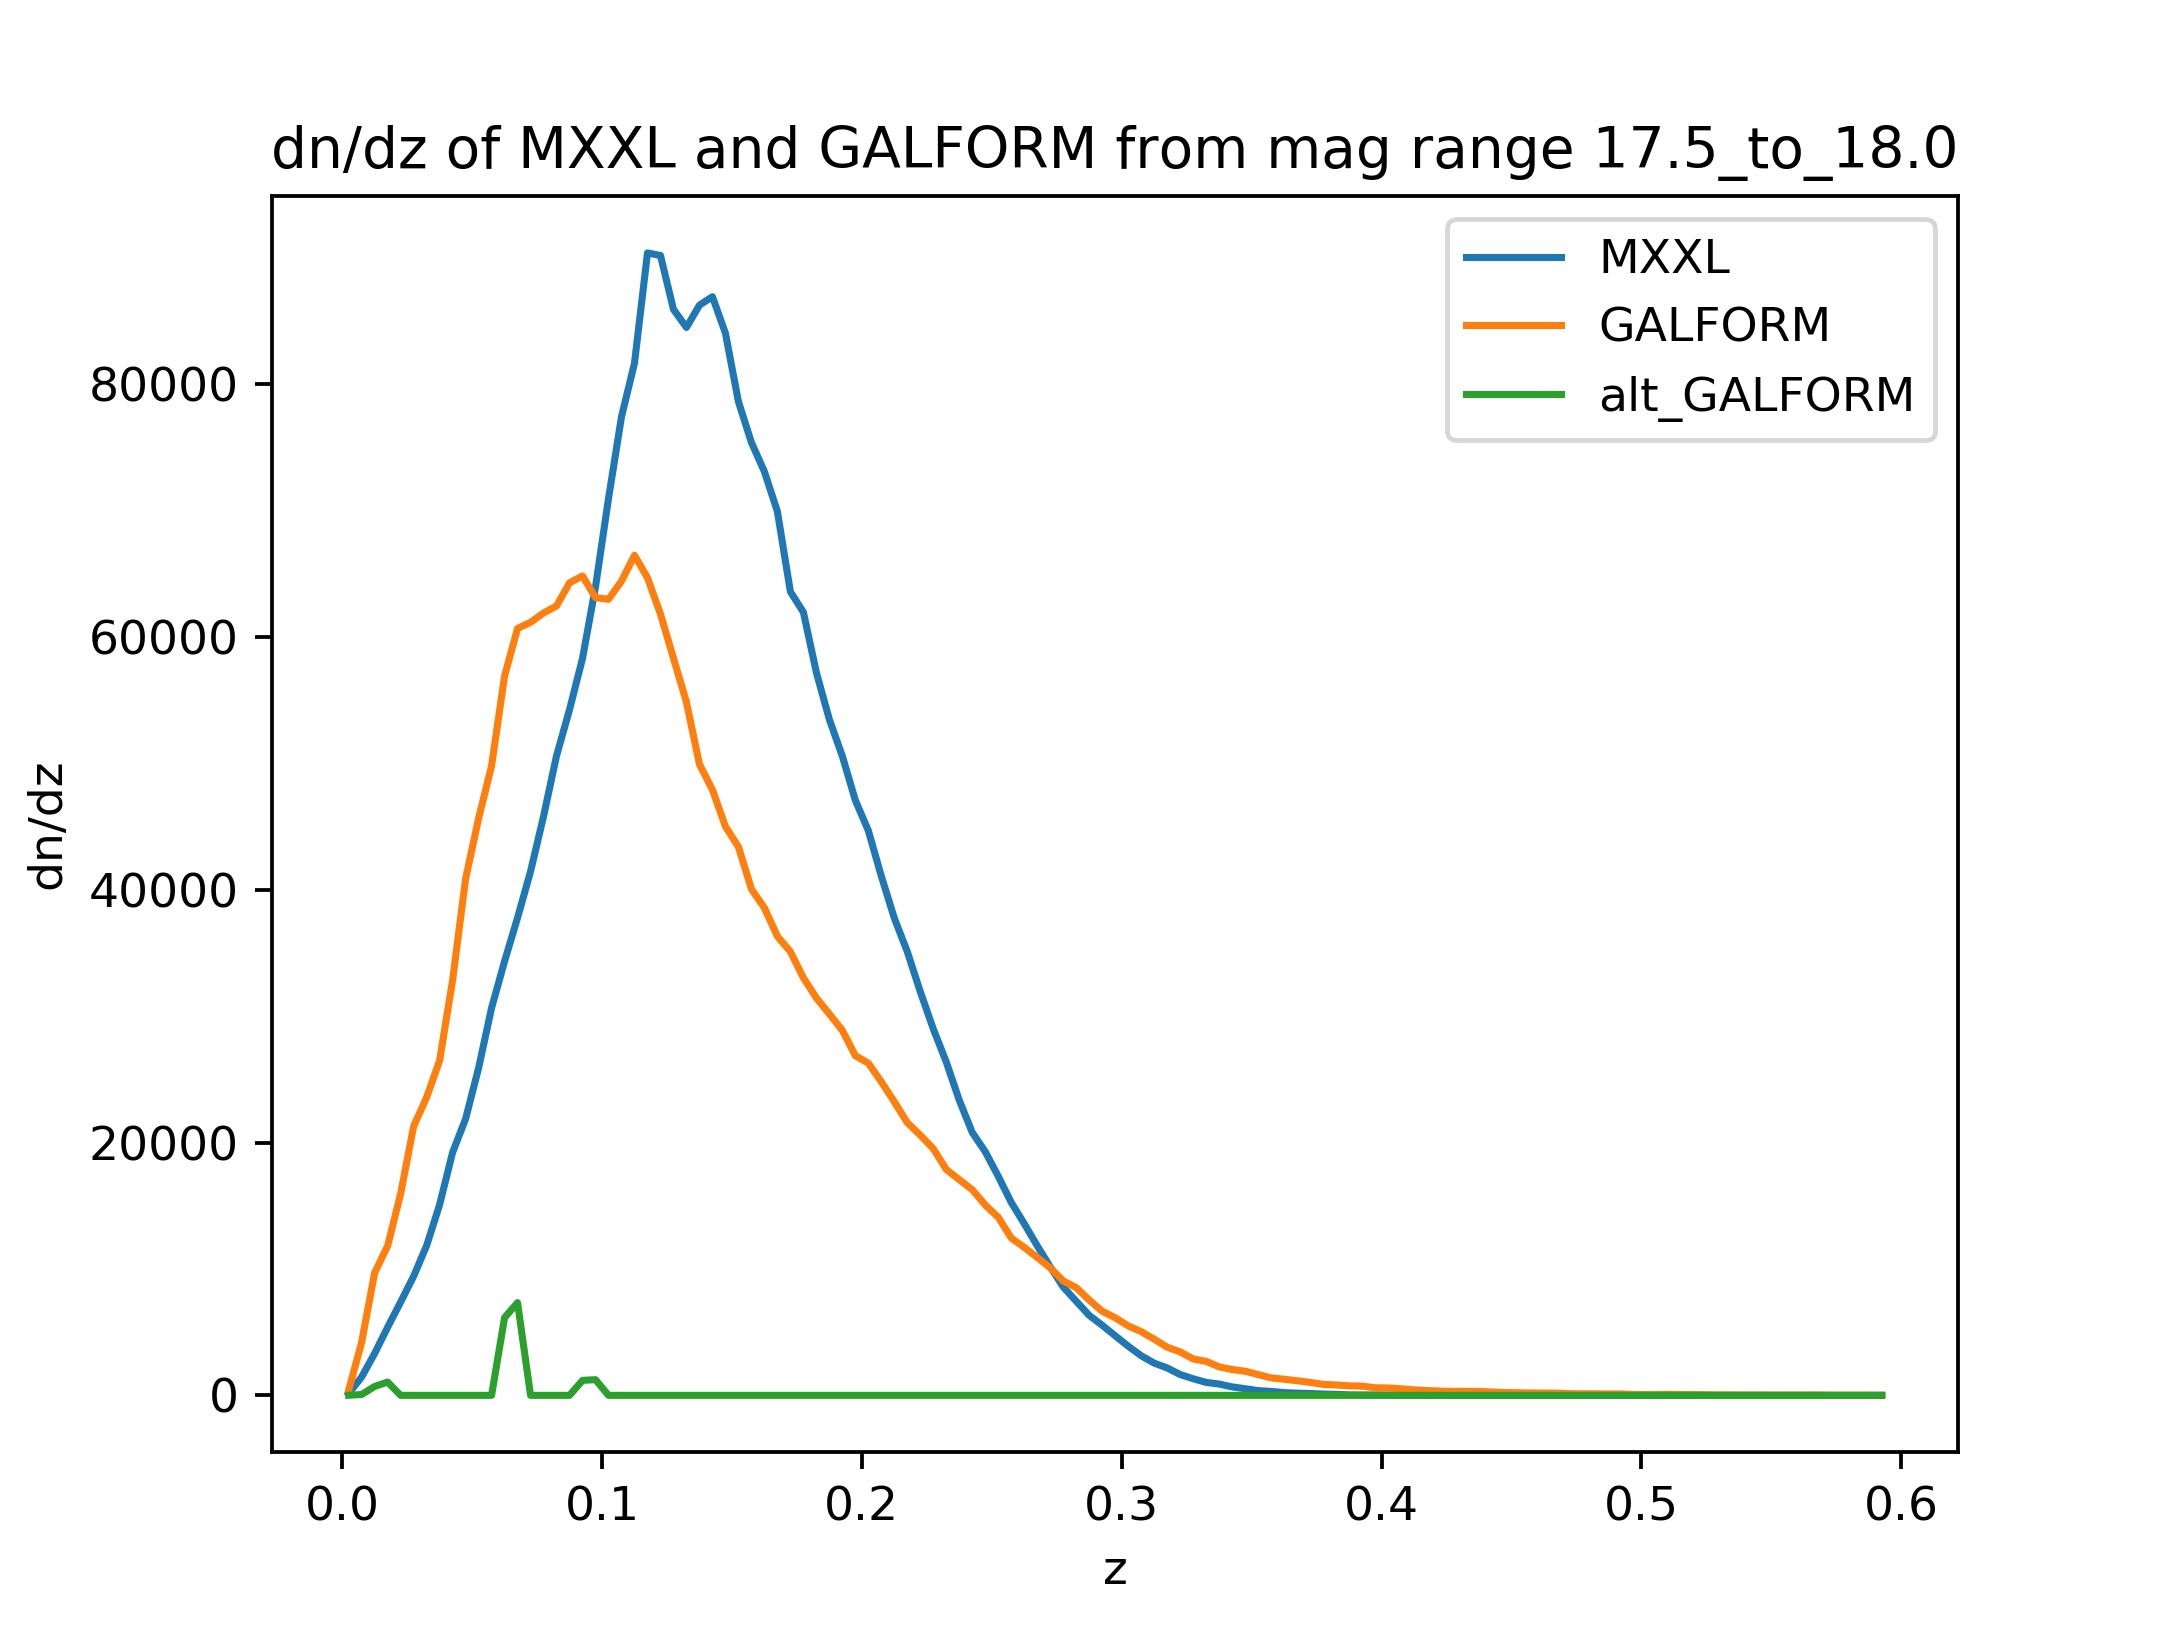 dn/dz of MXXL and GALFORM from mag range 17.5_to_18.0
MXXL
GALFORM
alt_GALFORM
dn/dz
80000
60000
40000
20000
0
0.0 0.1 0.2 0.3 0.4 0.5 0.6
z